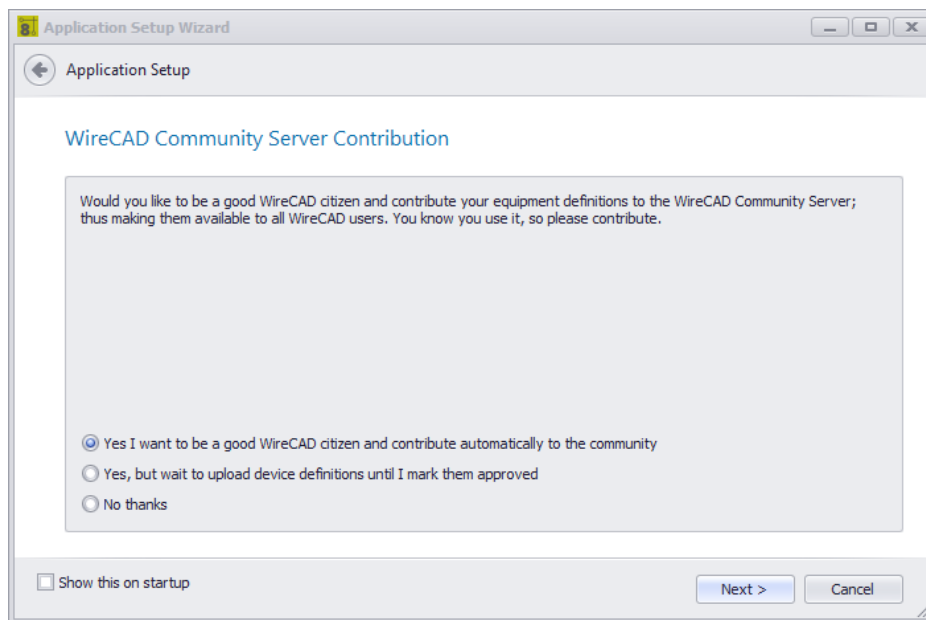 8 Application Setup Wizard
Application Setup
WireCAD Community Server Contribution
Would you like to be a good WireCAD citizen and contribute your equipment definitions to the WireCAD Community Server;
thus making them available to all WireCAD users. You know you use it, so please contribute.
Yes I want to be a good WireCAD citizen and contribute automatically to the community
Yes, but wait to upload device definitions until I mark them approved
No thanks
Show this on startup
Next >
Cancel